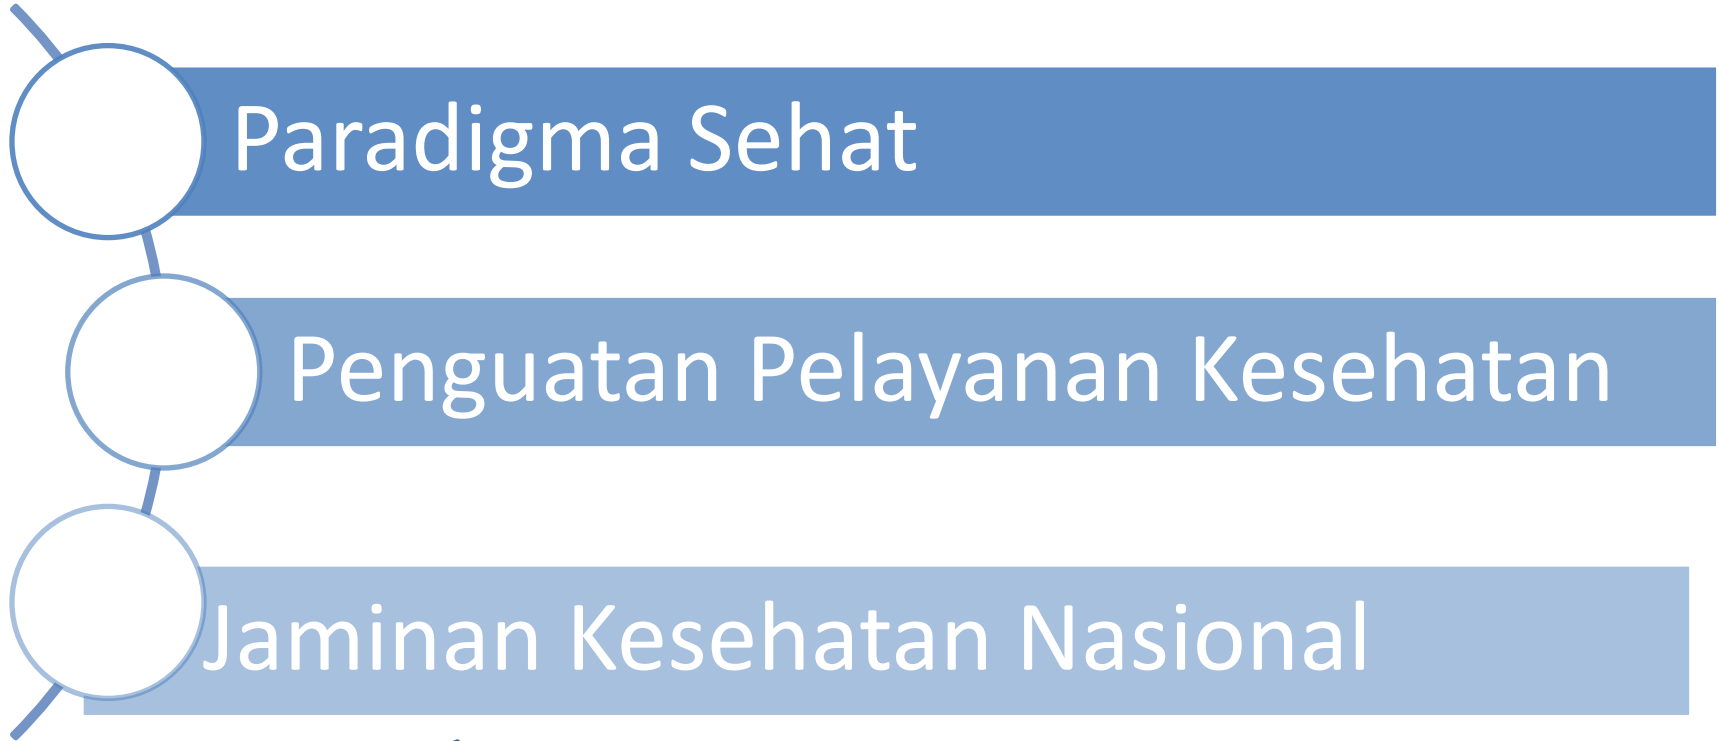 Paradigma Sehat
Penguatan Pelayanan Kesehatan
Jaminan Kesehatan Nasional